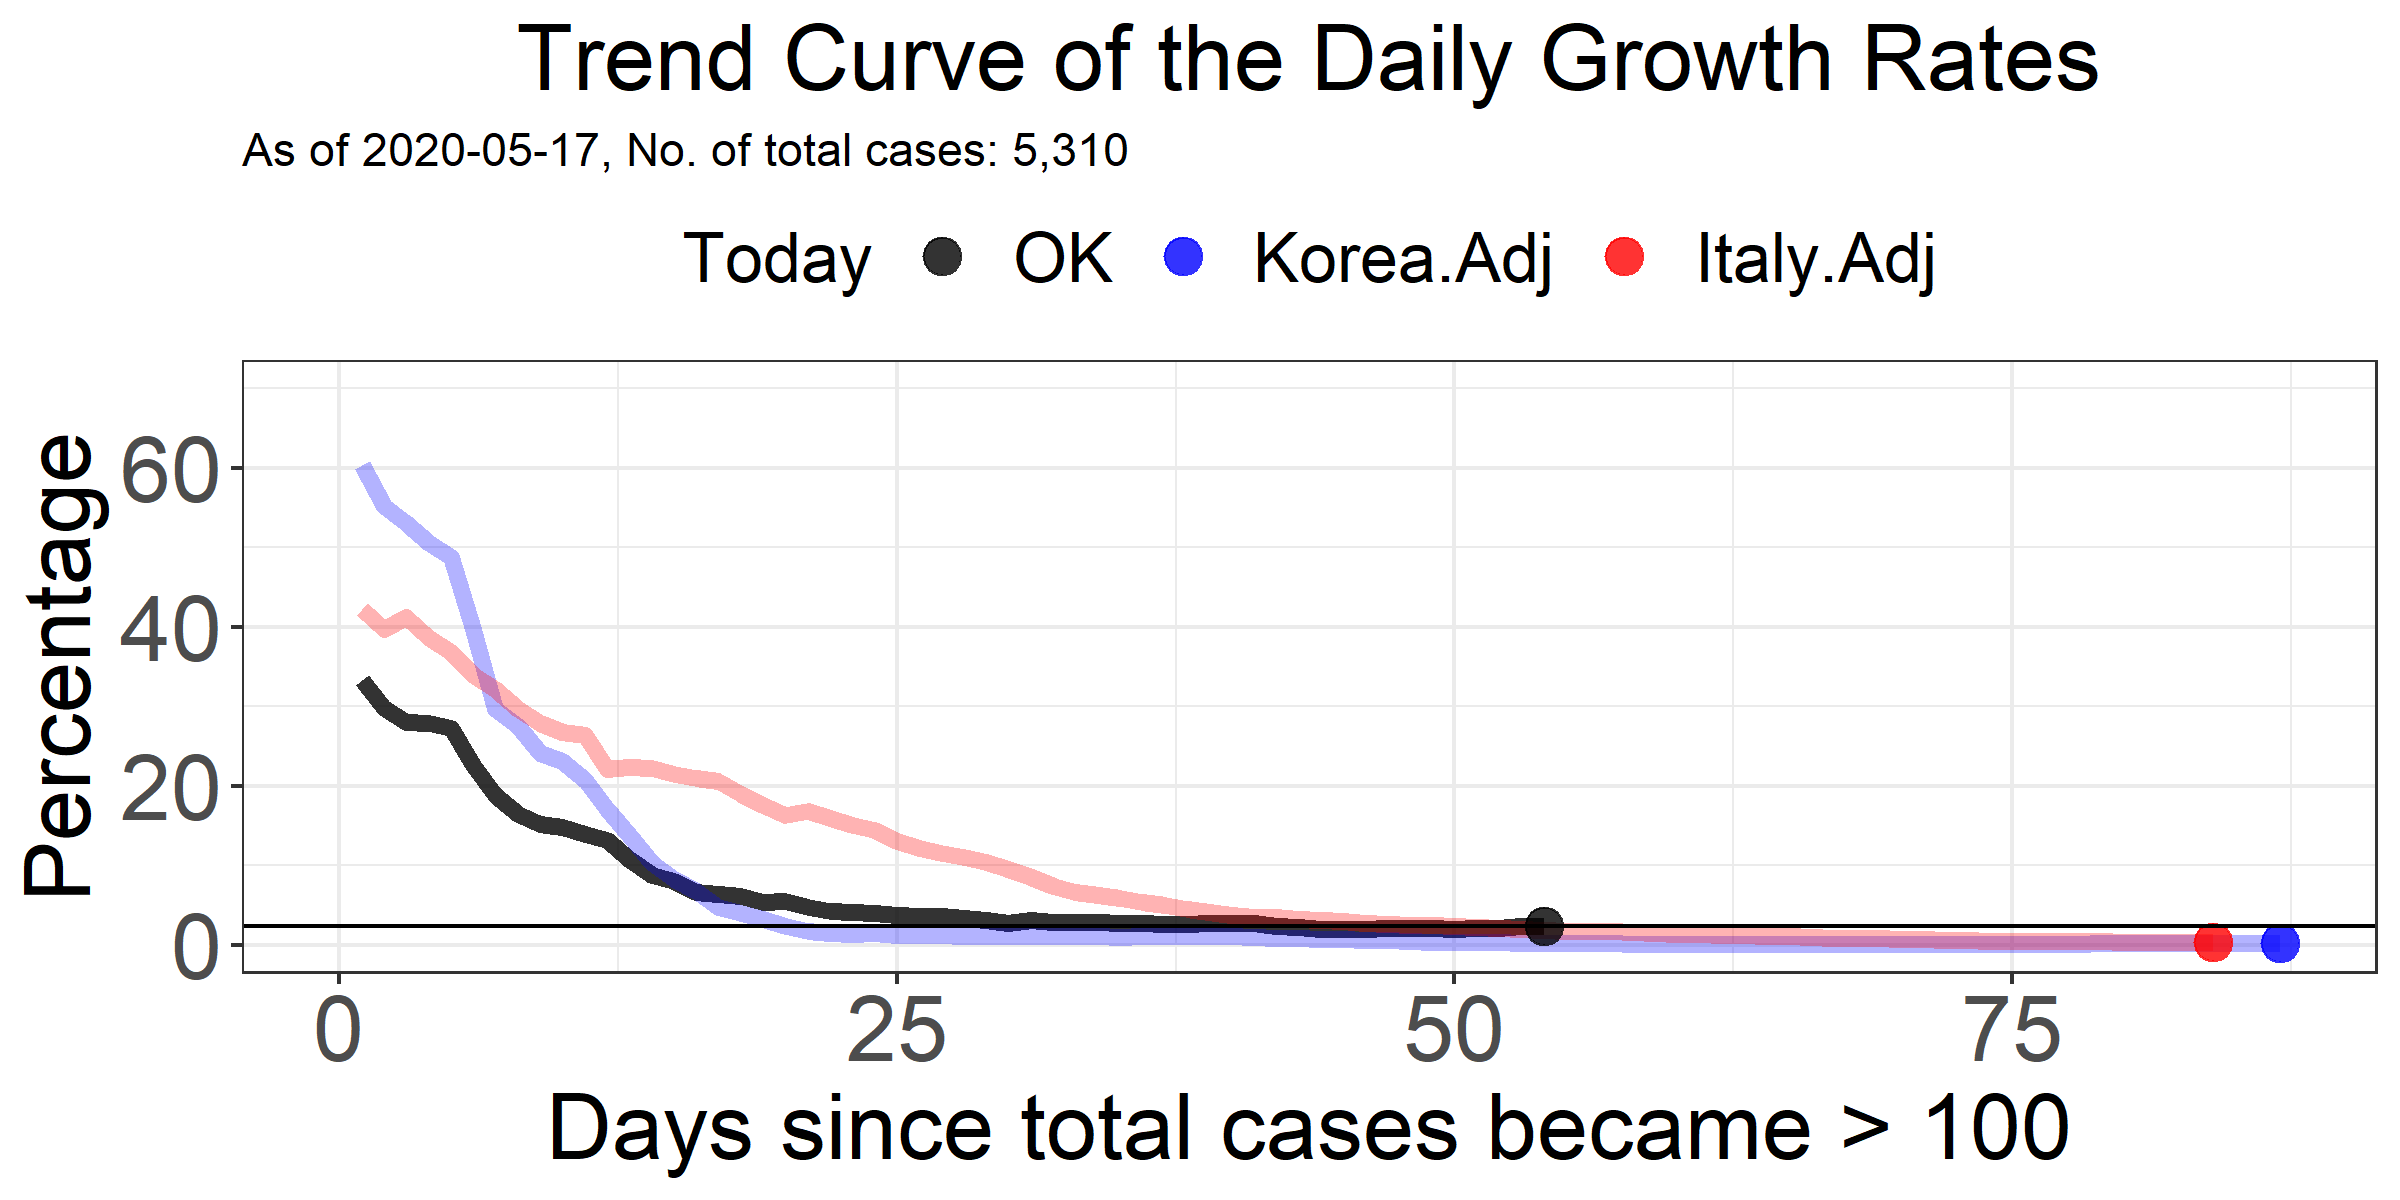 Trend Curve of the Daily Growth Rates
As of 2020-05-17, No. of total cases: 5,310
Today OK Korea.Adj Italy.Adj
Percentage
60
40
20
0
0 25 50 75
Days since total cases became > 100